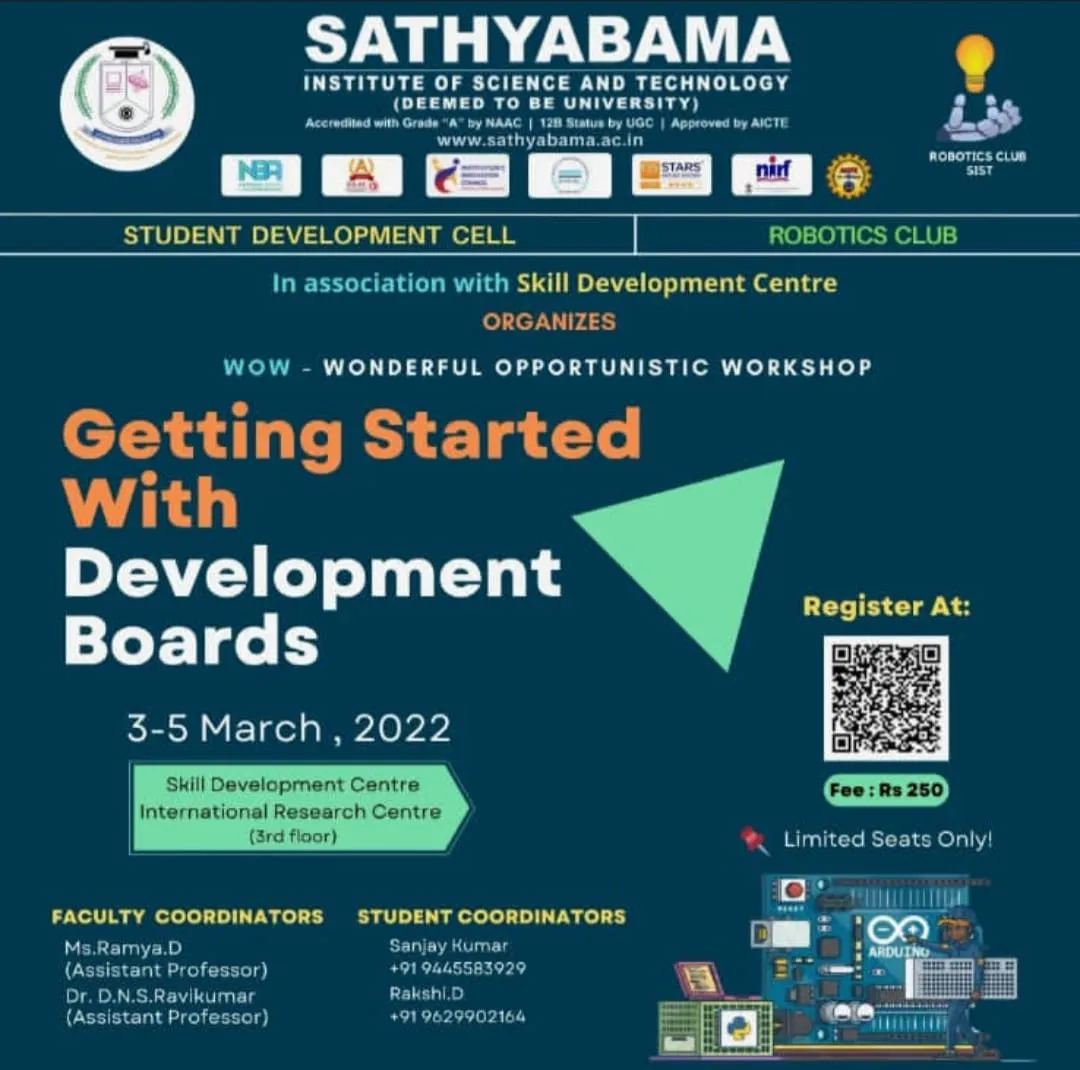 SATHYABAMA
INSTITUTE OF SCIENCE AND TECHNOLOGY
(DEEMED TO BE UNIVERSITY)
Accredited with Grade "A" by NAAC | 12B Status by UGC | Approved by AICTE
www.sathyabama.ac.in
ROBOTICS CLUB
SIST
NBA
STARS
nirf
STUDENT DEVELOPMENT CELL
ROBOTICS CLUB
In association with Skill Development Centre
ORGANIZES
WOW - WONDERFUL OPPORTUNISTIC WORKSHOP
Getting Started
With
Development
Boards
Register At:
3-5 March , 2022
Skill Development Centre
International Research Centre
(3rd floor)
Fee : Rs 250
Limited Seats Only!
FACULTY COORDINATORS
Ms.Ramya.D
(Assistant Professor)
Dr. D.N.S.Ravikumar
(Assistant Professor)
STUDENT COORDINATORS
Sanjay Kumar
+91 9445583929
Rakshi.D
+91 9629902164
RESET
ARDUINO